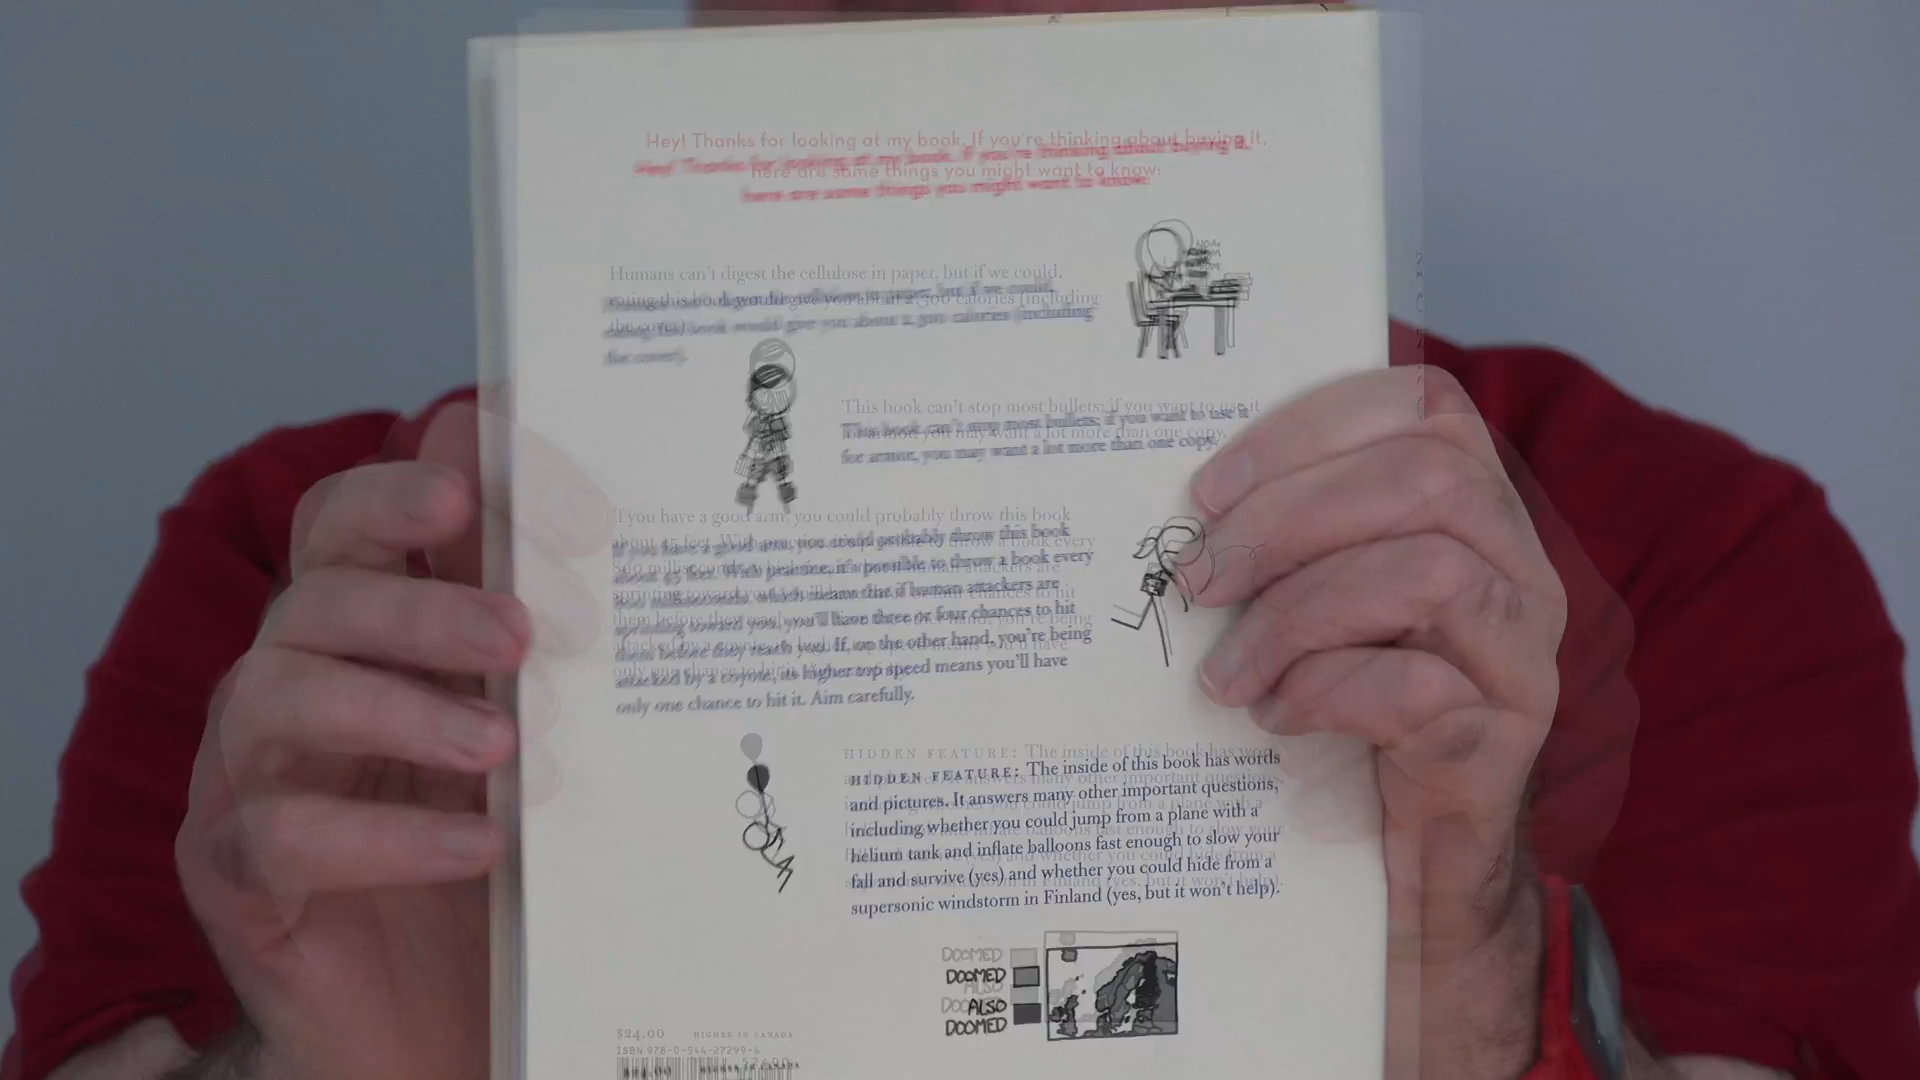 Hey! Thanks for looking at my book. If you're thinking about buying it,
here are some things you might want to know:
Humans can't digest the cellulose in paper, but if we could,
eating this book would give you about 2,300 calories (including
the cover).
This book can't stop most bullets; if you want to use it
for armor, you may want a lot more than one copy.
If you have a good arm, you could probably throw this book
about 45 feet. With practice, it's possible to throw a book every
800 milliseconds, which means that if human attackers are
sprinting toward you, you'll have three or four chances to hit
them before they reach you. If, on the other hand, you're being
attacked by a coyote, its higher top speed means you'll have
only one chance to hit it. Aim carefully.
HIDDEN FEATURE: The inside of this book has words
and pictures. It answers many other important questions,
including whether you could jump from a plane with a
helium tank and inflate balloons fast enough to slow your
fall and survive (yes) and whether you could hide from a
supersonic windstorm in Finland (yes, but it won't help).
DOOMED
ALSO
DOOMED
$24.00 HIGHER IN CANADA
ISBN 978-0-544-27299-6